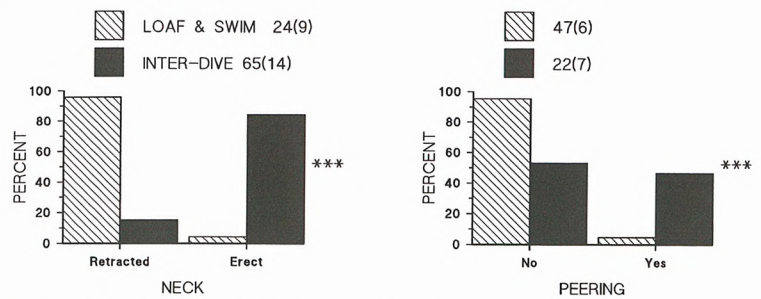 LOAF & SWIM 24(9)
INTER-DIVE 65(14)
100
80
60
40
20
0
PERCENT
Retracted
Erect
NECK
***
47(6)
22(7)
100
80
60
40
20
0
PERCENT
No
Yes
PEERING
***